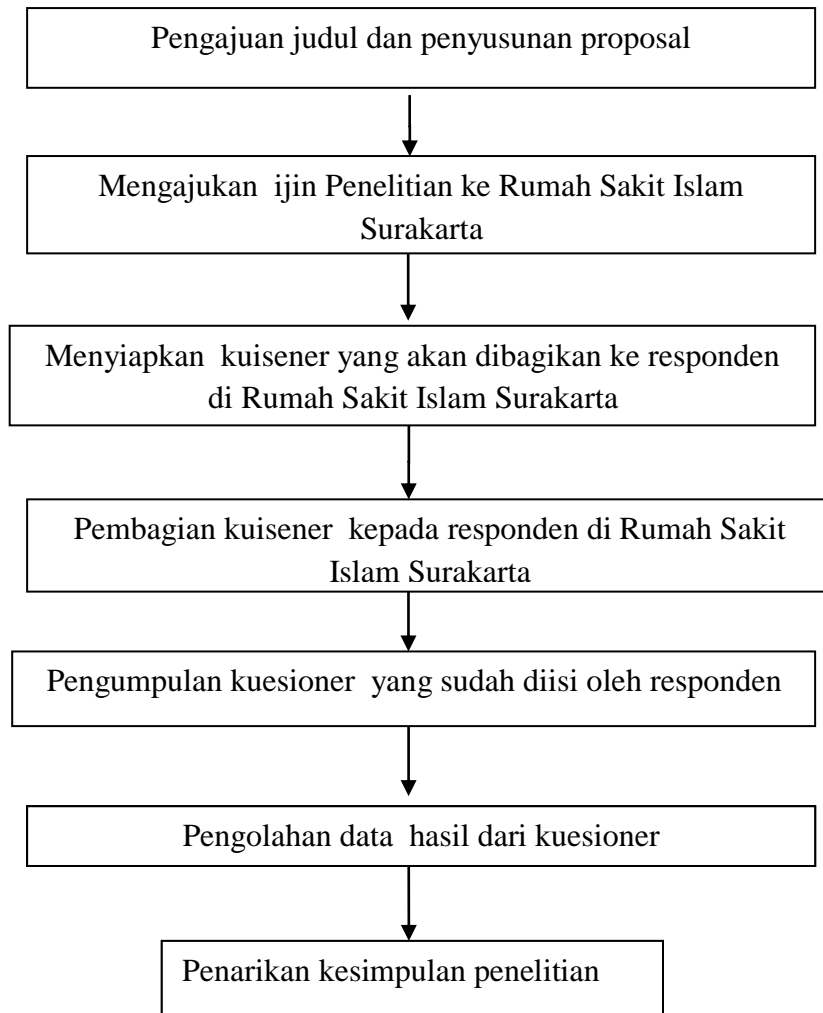 Pengajuan judul dan penyusunan proposal
Mengajukan ijin Penelitian ke Rumah Sakit Islam
Surakarta
Menyiapkan kuisener yang akan dibagikan ke responden
di Rumah Sakit Islam Surakarta
Pembagian kuisener kepada responden di Rumah Sakit
Islam Surakarta
Pengumpulan kuesioner yang sudah diisi oleh responden
Pengolahan data hasil dari kuesioner
Penarikan kesimpulan penelitian